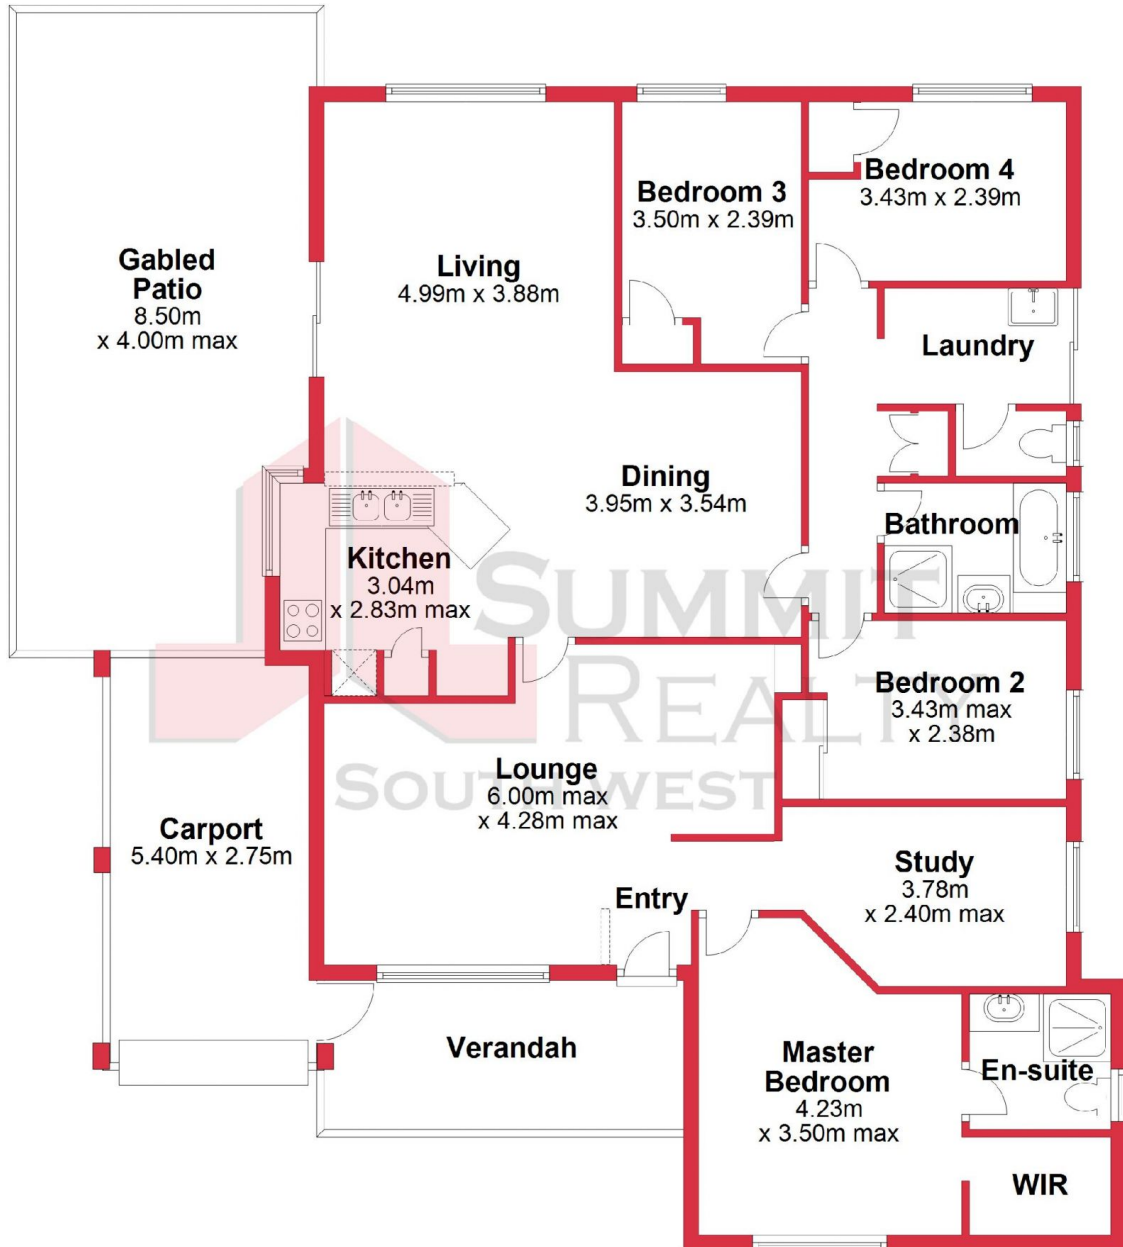 Gabled
Patio
8.50m
x 4.00m max
Living
4.99m x 3.88m
Bedroom 3
3.50m x 2.39m
Bedroom 4
3.43m x 2.39m
Laundry
Dining
3.95m x 3.54m
Kitchen
3.04m
x 2.83m max
Bathroom
SUMMIT
REALTY
SOUTH WEST
Bedroom 2
3.43m max
x 2.38m
Lounge
6.00m max
x 4.28m max
Carport
5.40m x 2.75m
Entry
Study
3.78m
x 2.40m max
Verandah
Master
Bedroom
4.23m
x 3.50m max
En-suite
WIR